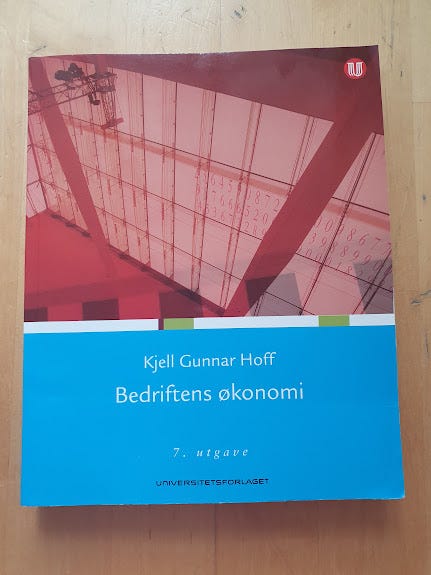 U
Kjell Gunnar Hoff
Bedriftens økonomi
7. utgave
UNIVERSITETSFORLAGET